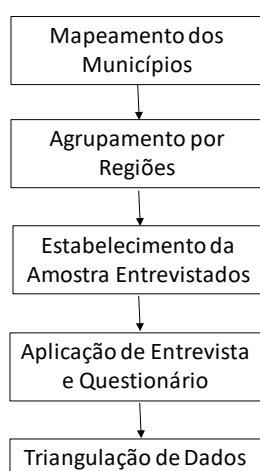 Mapeamento dos
Municípios
Agrupamento por
Regiões
Estabelecimento da
Amostra Entrevistados
Aplicação de Entrevista
e Questionário
Triangulação de Dados